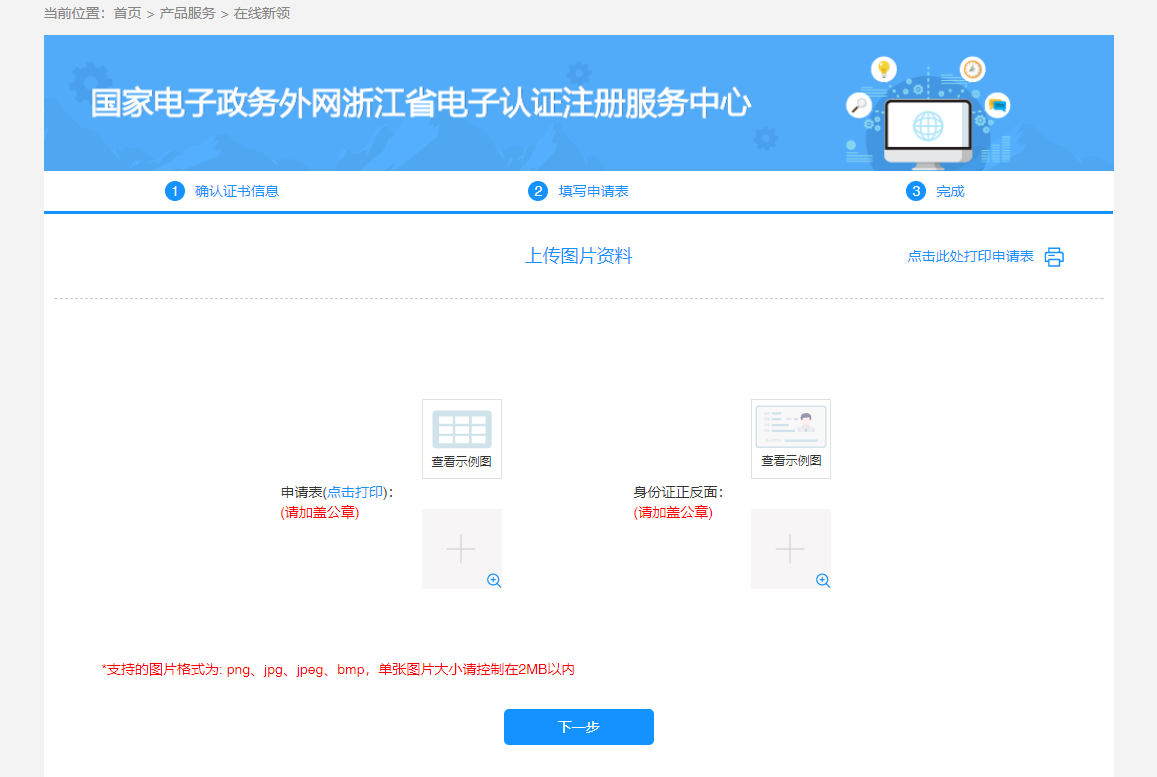 当前位置：首页 > 产品服务 > 在线新领
国家电子政务外网浙江省电子认证注册服务中心
1 确认证书信息
2 填写申请表
3 完成
上传图片资料
点击此处打印申请表
查看示例图
申请表(点击打印)：
(请加盖公章)
查看示例图
身份证正反面：
(请加盖公章)
*支持的图片格式为: png、jpg、jpeg、bmp，单张图片大小请控制在2MB以内
下一步